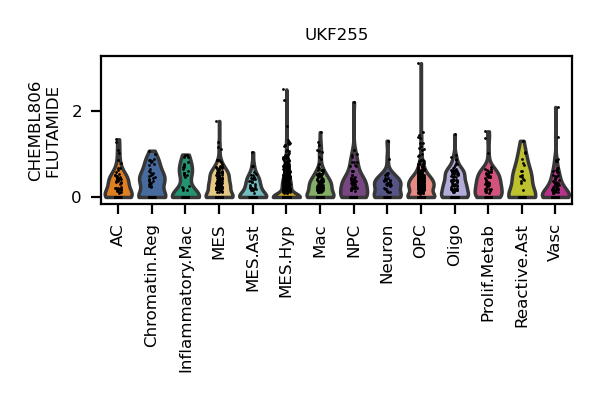 UKF255
CHEMBL806
FLUTAMIDE
2
0
AC
Chromatin.Reg
Inflammatory.Mac
MES
MES.Ast
MES.Hyp
Mac
NPC
Neuron
OPC
Oligo
Prolif.Metab
Reactive.Ast
Vasc